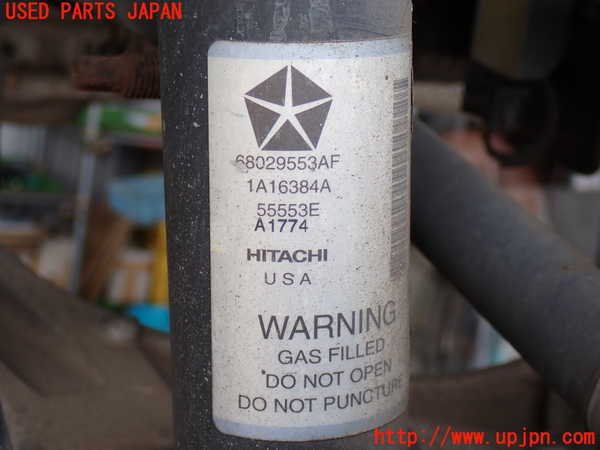 USED PARTS JAPAN
68029553AF
1A16384A
55553E
A1774
HITACHI
USA
WARNING
GAS FILLED
DO NOT OPEN
DO NOT PUNCTURE
http://www.upjpn.com/